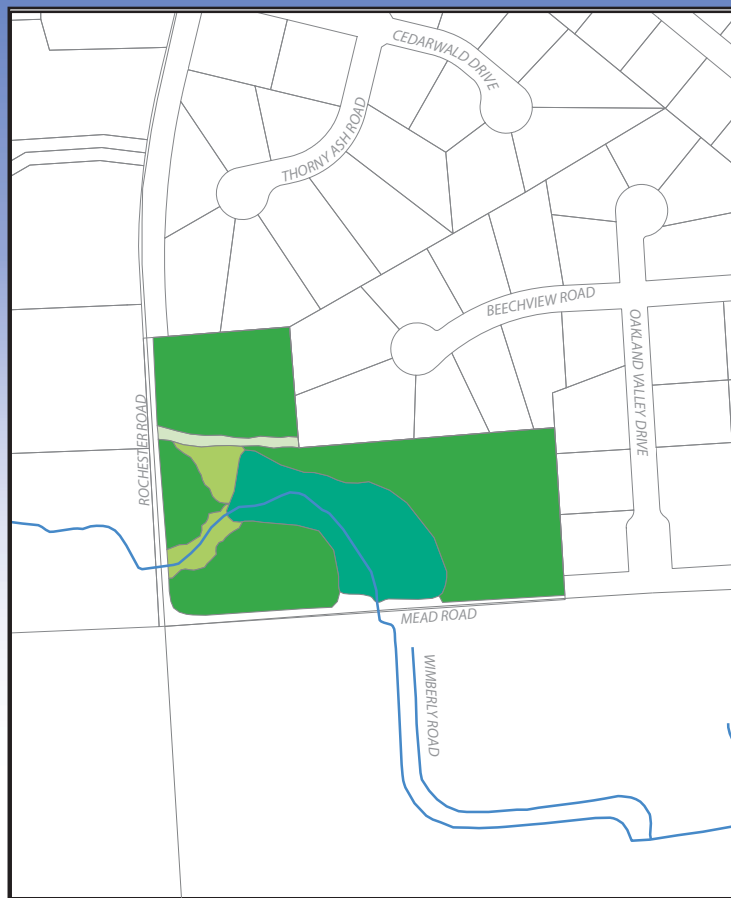 CEDARWALD DRIVE
THORNY ASH ROAD
BEECHVIEW ROAD
OAKLAND VALLEY DRIVE
ROCHESTER ROAD
MEAD ROAD
WIMBERLY ROAD